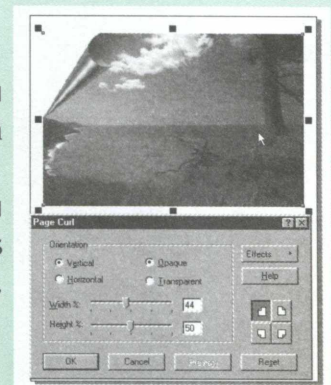 Page Curl
Orientation
Vertical Opaque
Horizontal Transparent
Effects
Help
Width %: 44
Height %: 50
OK Cancel Reset